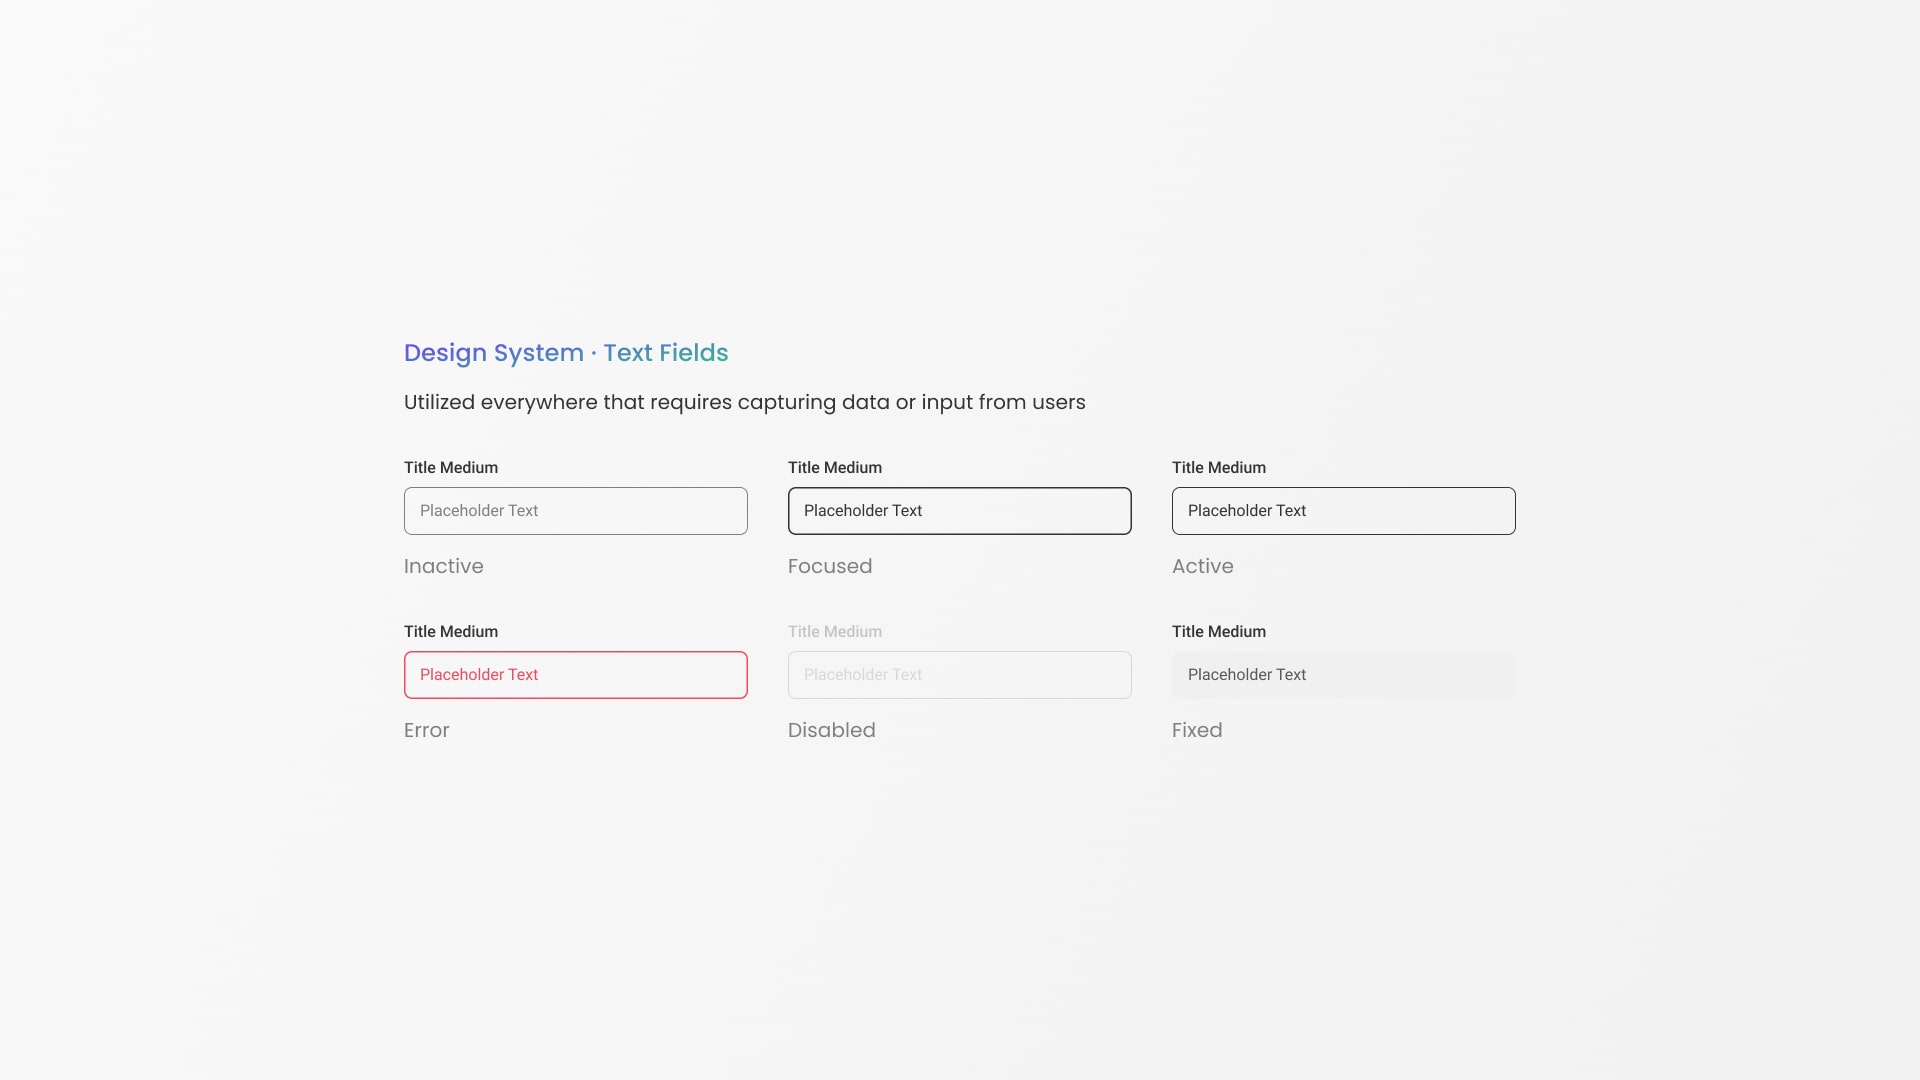 Design System · Text Fields
Utilized everywhere that requires capturing data or input from users
Title Medium
Placeholder Text
Inactive
Title Medium
Placeholder Text
Focused
Title Medium
Placeholder Text
Active
Title Medium
Placeholder Text
Error
Title Medium
Placeholder Text
Disabled
Title Medium
Placeholder Text
Fixed